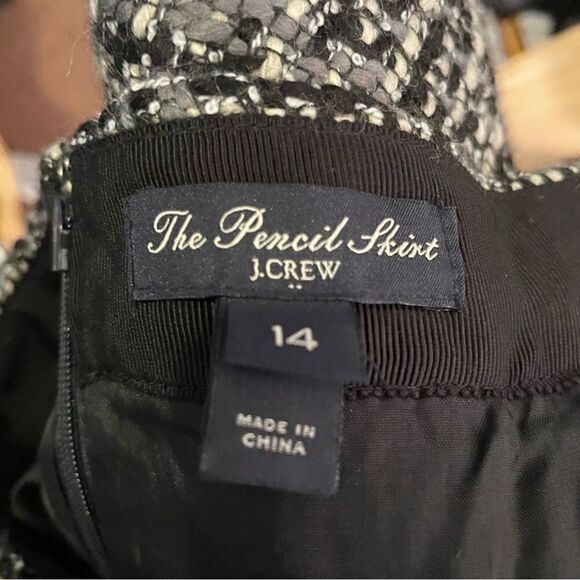 The Pencil Skirt
J.CREW
14
MADE IN
CHINA